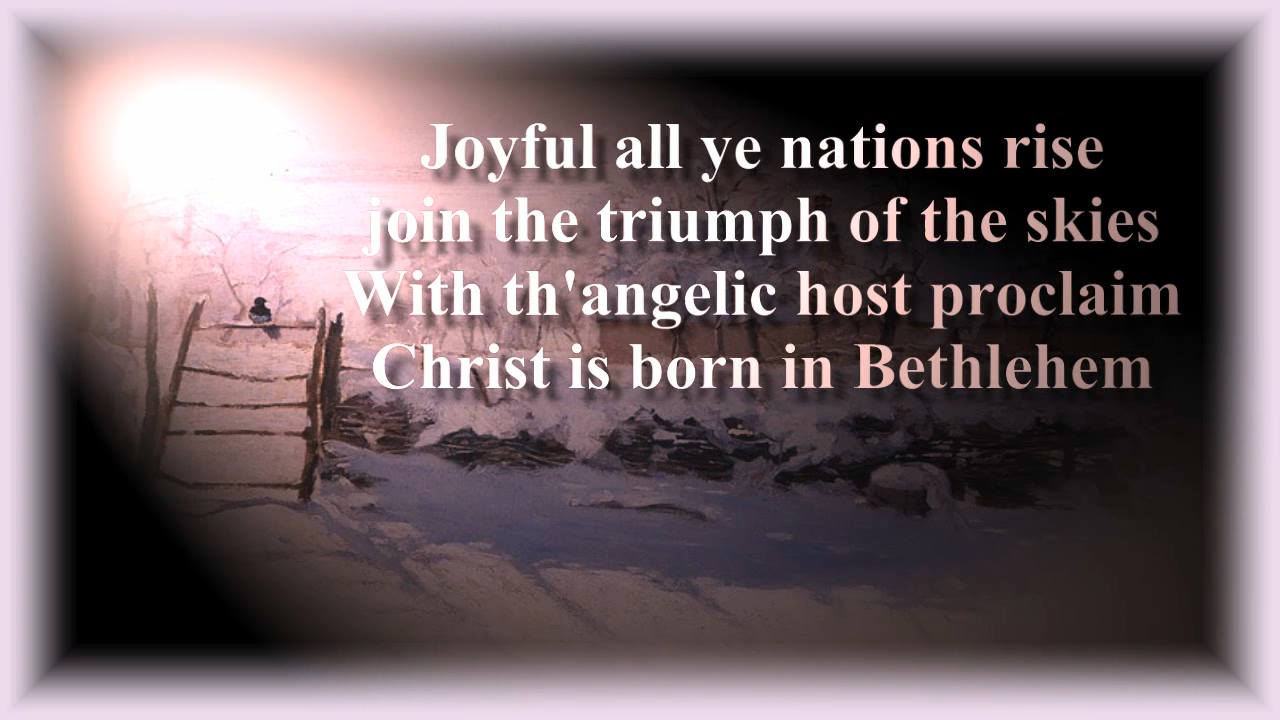 Joyful all ye nations rise
join the triumph of the skies
With th'angelic host proclaim
Christ is born in Bethlehem